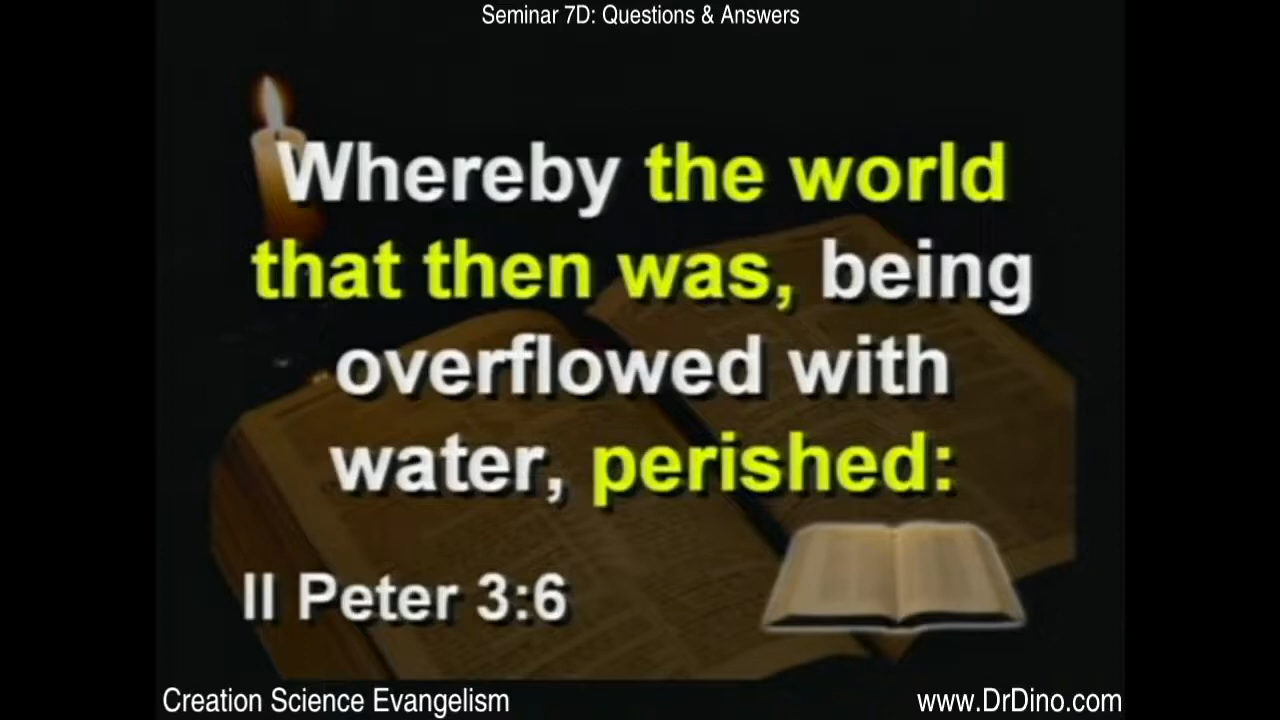 Seminar 7D: Questions & Answers
Whereby the world
that then was, being
overflowed with
water, perished:
II Peter 3:6
Creation Science Evangelism
www.DrDino.com